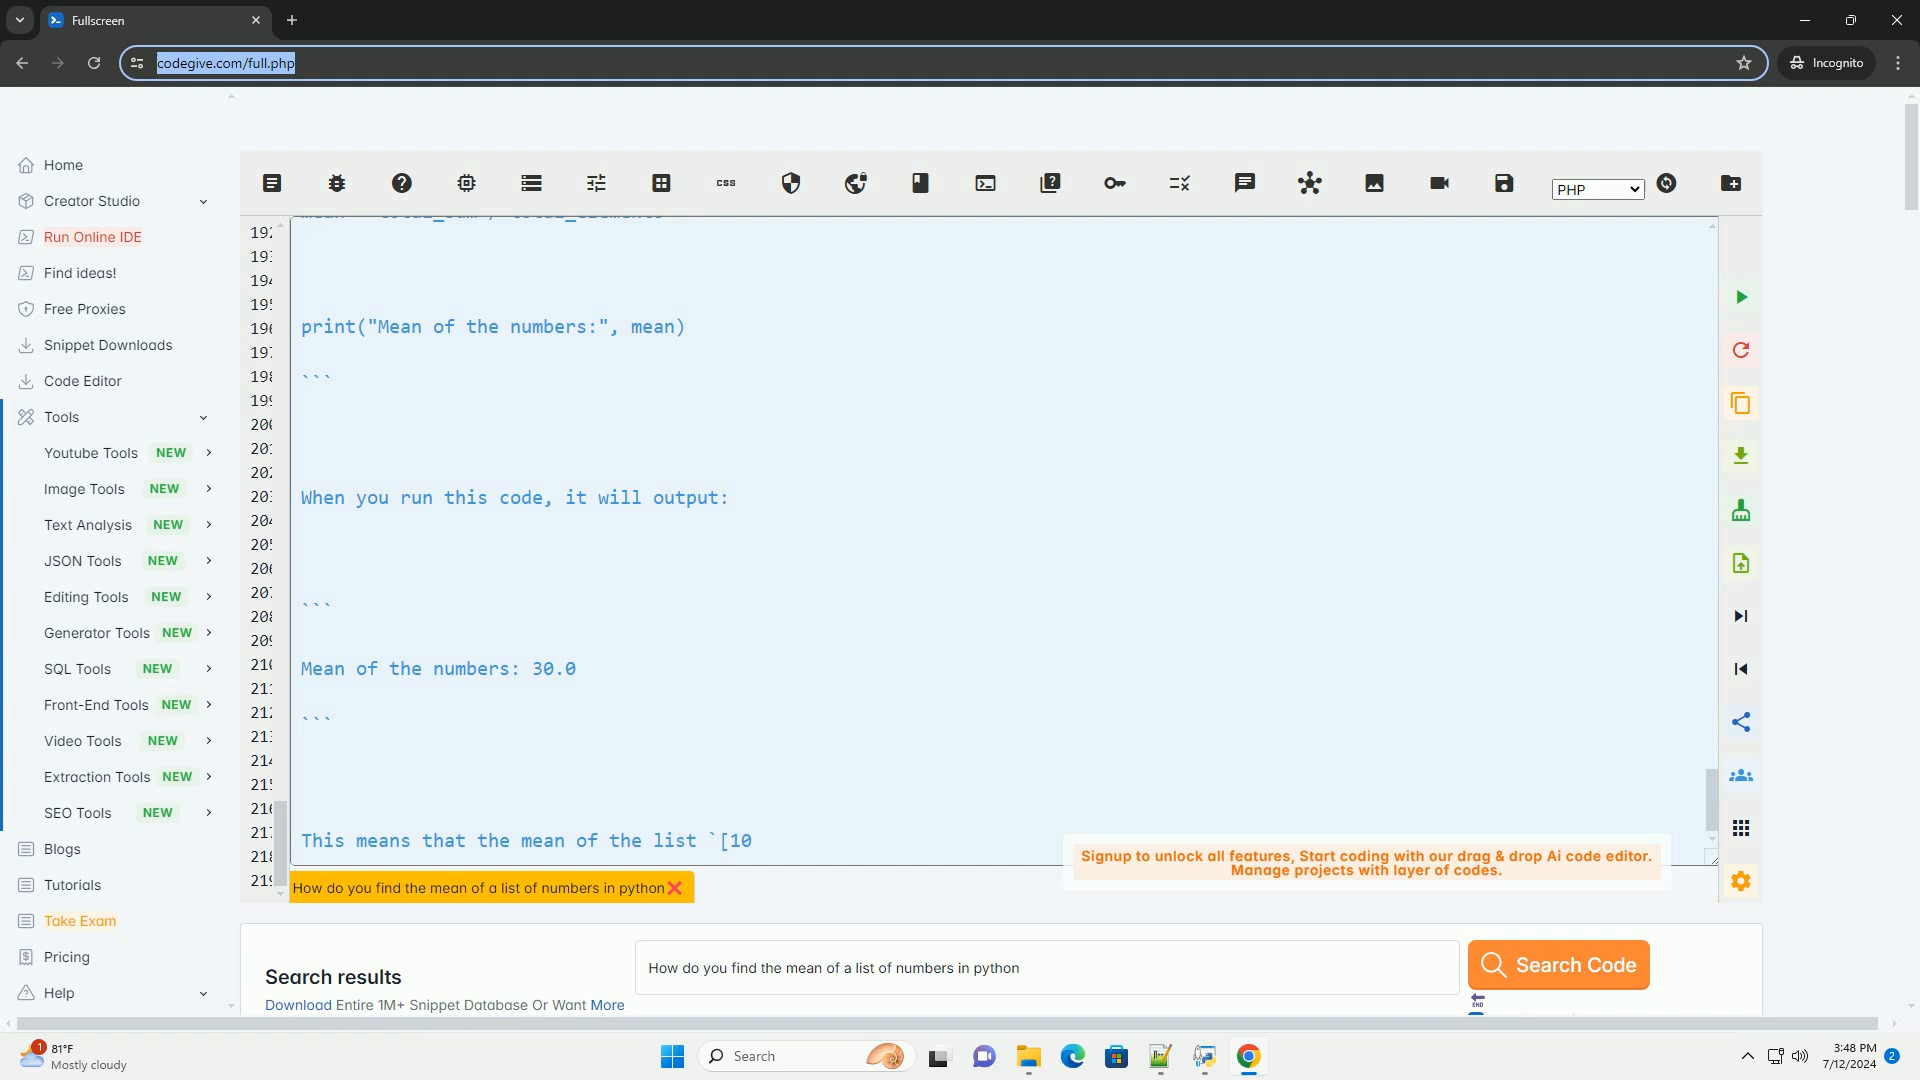 Fullscreen
codegive.com/full.php
Incognito
Home
Creator Studio
Run Online IDE
Find ideas!
Free Proxies
Snippet Downloads
Code Editor
Tools
Youtube Tools NEW
Image Tools NEW
Text Analysis NEW
JSON Tools NEW
Editing Tools NEW
Generator Tools NEW
SQL Tools NEW
Front-End Tools NEW
Video Tools NEW
Extraction Tools NEW
SEO Tools NEW
Blogs
Tutorials
Take Exam
Pricing
Help
CSS
PHP
print("Mean of the numbers:", mean)
```
When you run this code, it will output:
```
Mean of the numbers: 30.0
```
This means that the mean of the list `[10
Signup to unlock all features, Start coding with our drag & drop Ai code editor.
Manage projects with layer of codes.
How do you find the mean of a list of numbers in python
Search results
Download Entire 1M+ Snippet Database Or Want More
How do you find the mean of a list of numbers in python
Search Code
END
1
81°F
Mostly cloudy
Search
3:48 PM
7/12/2024
2